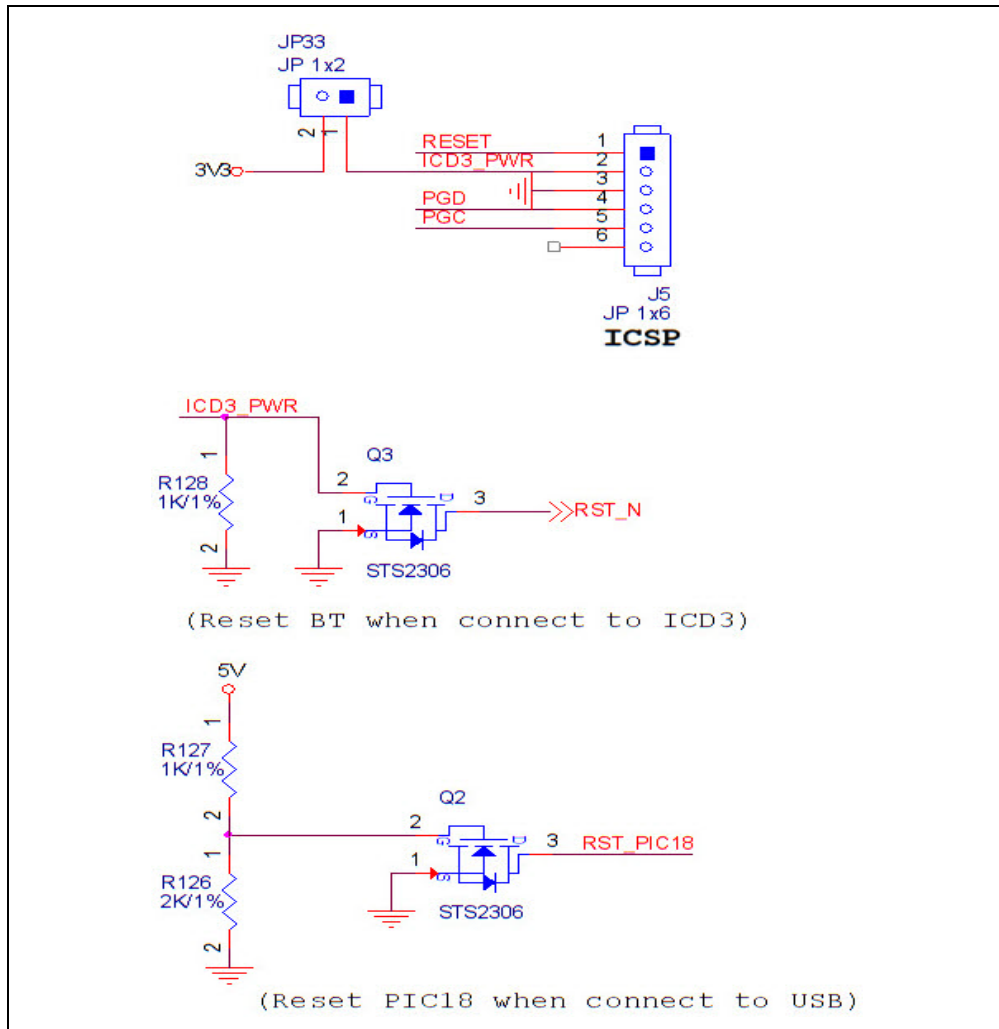 JP33
JP 1x2
2
1
3V3
RESET
1
ICD3_PWR
2
3
PGD
4
PGC
5
6
J5
JP 1x6
ICSP
ICD3_PWR
1
R128
1K/1%
2
Q3
2
G
D
3
RST_N
1
S
STS2306
(Reset BT when connect to ICD3)
5V
1
R127
1K/1%
2
Q2
2
G
D
3
RST_PIC18
1
R126
2K/1%
2
1
S
STS2306
(Reset PIC18 when connect to USB)